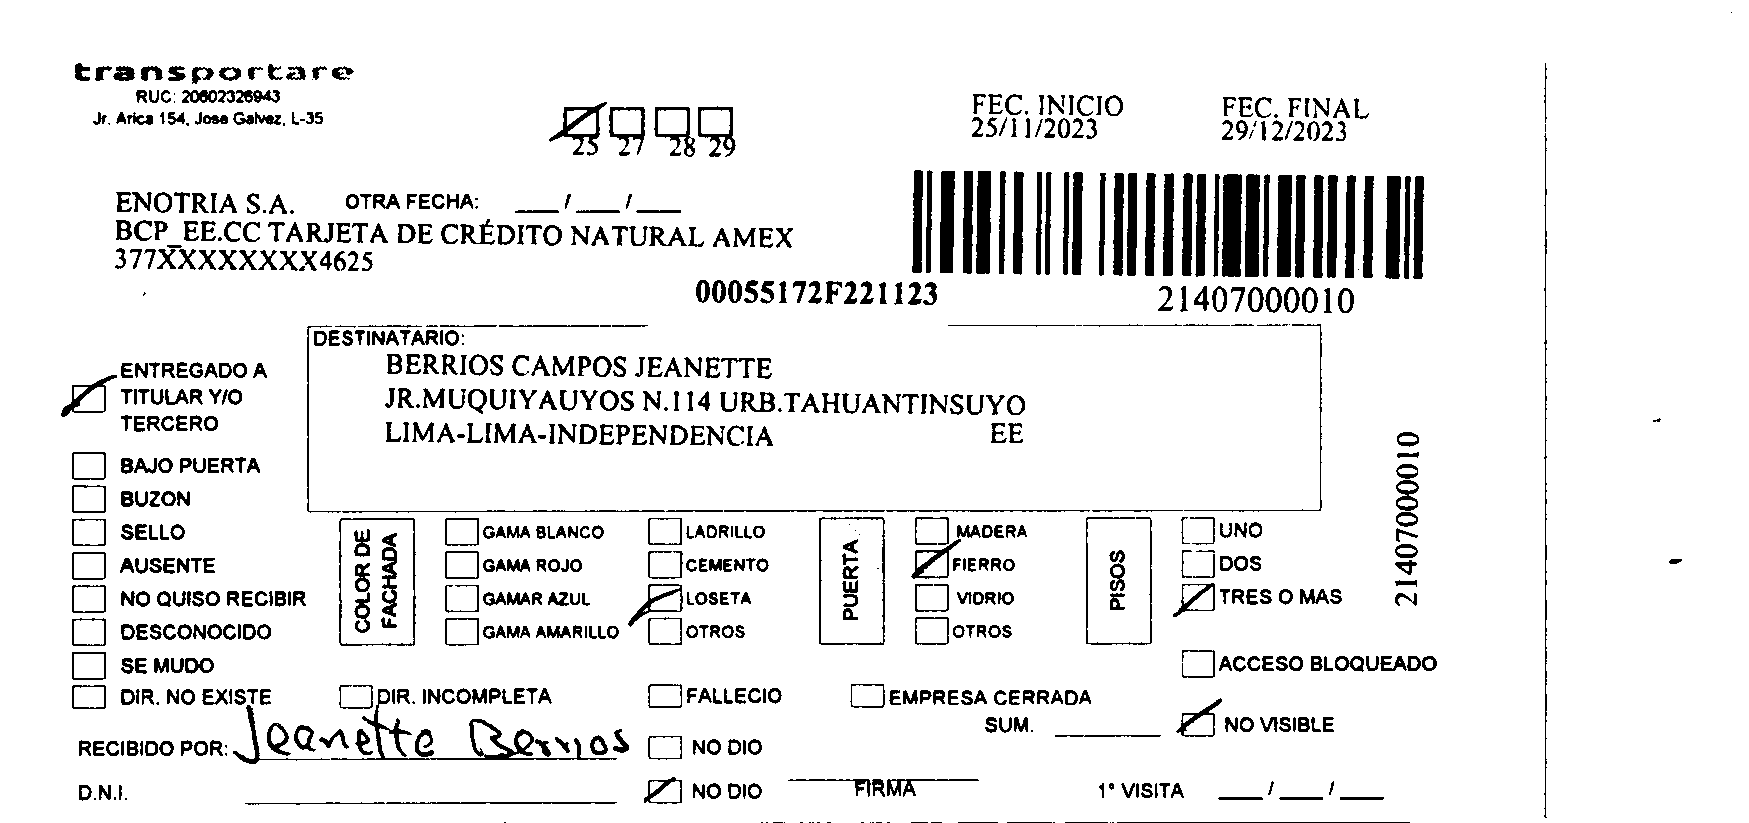 transportare
RUC: 20602326943
Jr. Arica 154, Jose Galvez, L-35
FEC. INICIO FEC. FINAL
25/11/2023 29/12/2023
25 27 28 29
ENOTRIA S.A. OTRA FECHA: ___/___/___
BCP_EE.CC TARJETA DE CRÉDITO NATURAL AMEX
377XXXXXXXX4625
00055172F221123 21407000010
DESTINATARIO:
BERRIOS CAMPOS JEANETTE
JR.MUQUIYAUYOS N.114 URB.TAHUANTINSUYO
LIMA-LIMA-INDEPENDENCIA EE
21407000010
ENTREGADO A
TITULAR Y/O
TERCERO
BAJO PUERTA
BUZON
SELLO
AUSENTE
NO QUISO RECIBIR
DESCONOCIDO
SE MUDO
COLOR DE
FACHADA
GAMA BLANCO
GAMA ROJO
GAMAR AZUL
GAMA AMARILLO
LADRILLO
CEMENTO
LOSETA
OTROS
PUERTA
MADERA
FIERRO
VIDRIO
OTROS
PISOS
UNO
DOS
TRES O MAS
ACCESO BLOQUEADO
DIR. NO EXISTE DIR. INCOMPLETA FALLECIO EMPRESA CERRADA
SUM. ______ NO VISIBLE
RECIBIDO POR: Jeanette Berrios NO DIO
D.N.I. NO DIO FIRMA 1° VISITA ___/___/___